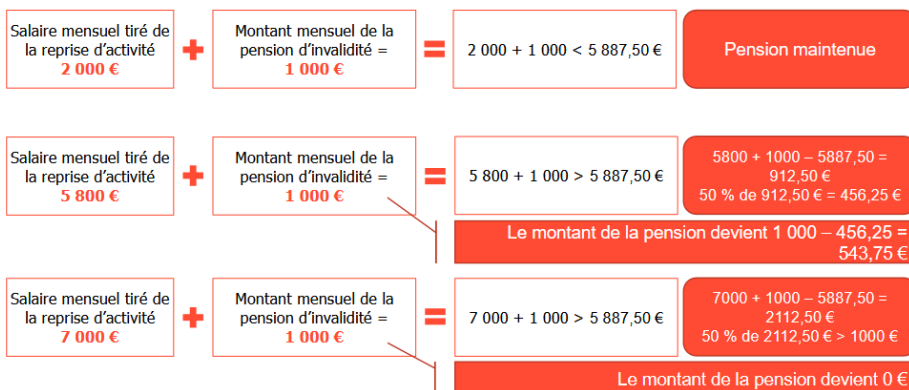 Salaire mensuel tiré de
la reprise d'activité
2 000 €
+
Montant mensuel de la
pension d'invalidité =
1 000 €
=
2 000 + 1 000 < 5 887,50 €
Pension maintenue
Salaire mensuel tiré de
la reprise d'activité
5 800 €
+
Montant mensuel de la
pension d'invalidité =
1 000 €
=
5 800 + 1 000 > 5 887,50 €
5800 + 1000 – 5887,50 =
912,50 €
50 % de 912,50 € = 456,25 €
Le montant de la pension devient 1 000 – 456,25 =
543,75 €
Salaire mensuel tiré de
la reprise d'activité
7 000 €
+
Montant mensuel de la
pension d'invalidité =
1 000 €
=
7 000 + 1 000 > 5 887,50 €
7000 + 1000 – 5887,50 =
2112,50 €
50 % de 2112,50 € > 1000 €
Le montant de la pension devient 0 €